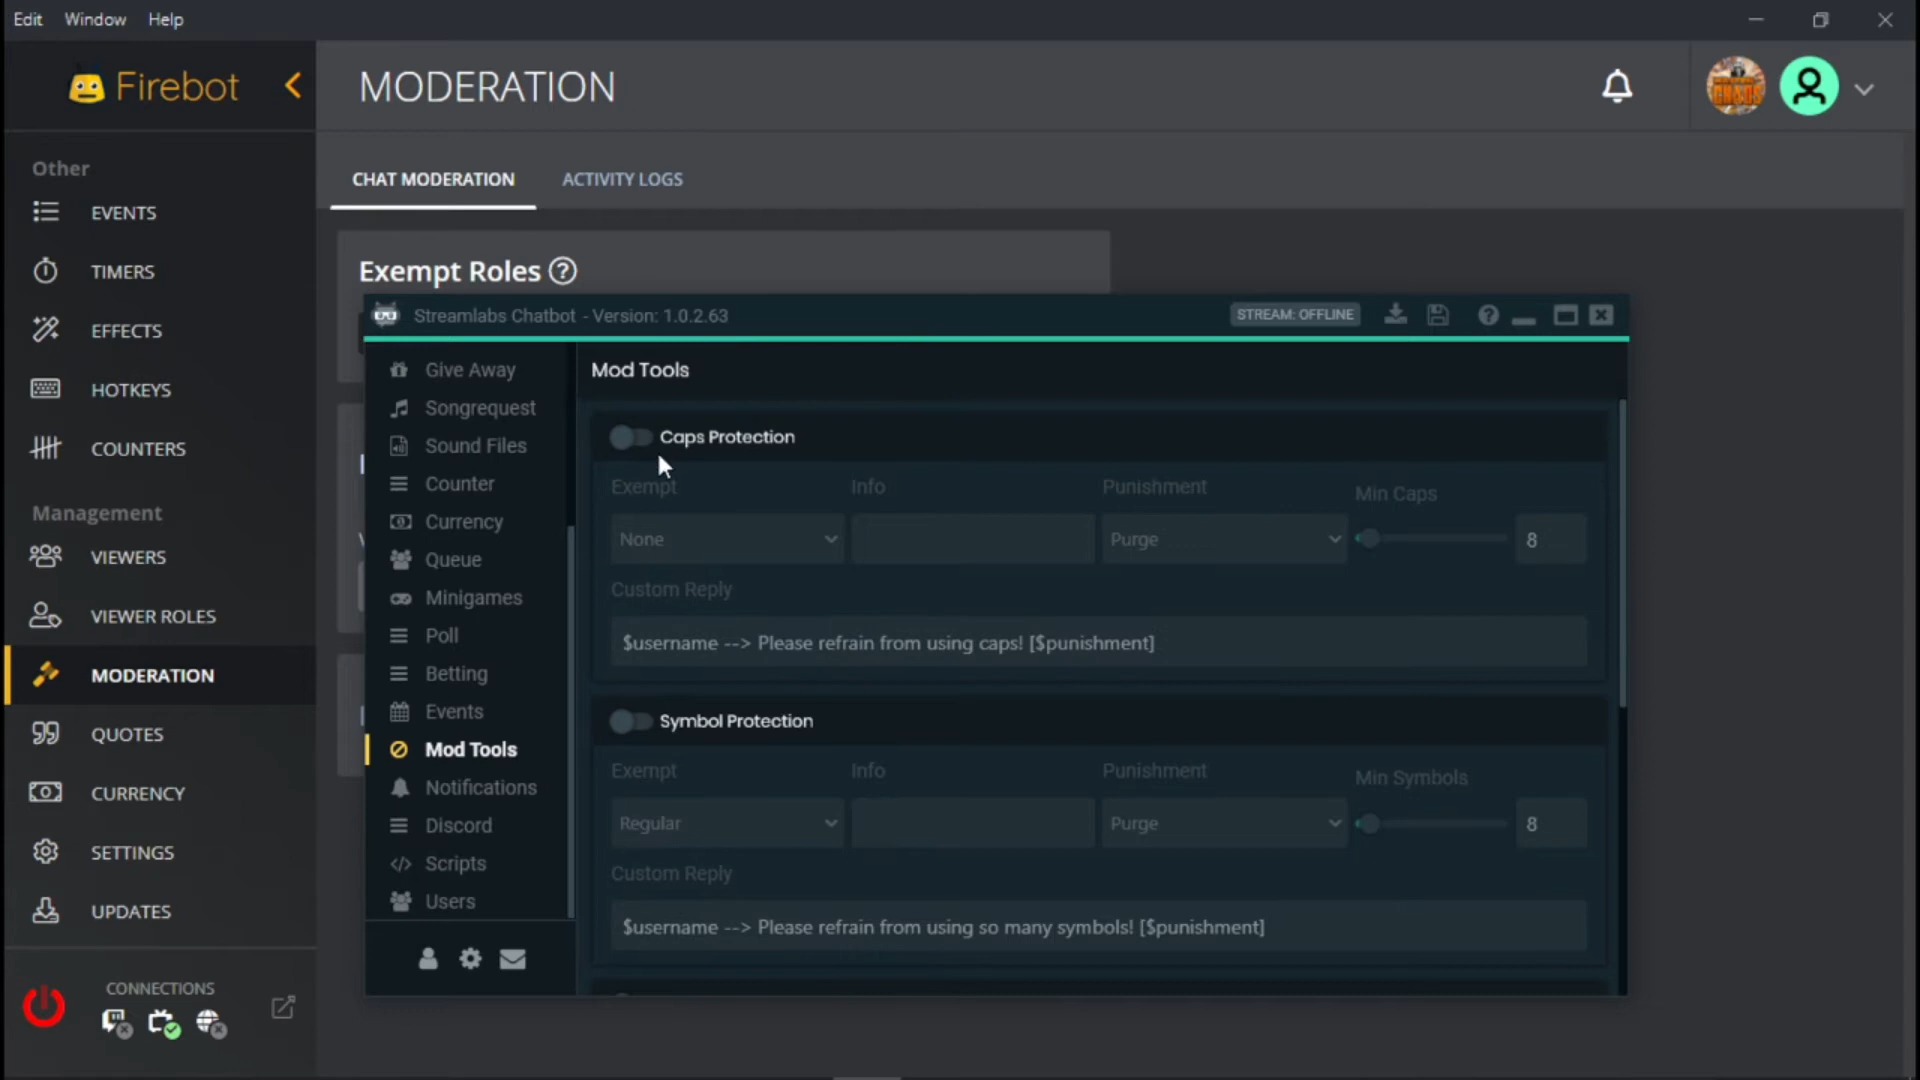 Edit Window Help
Firebot
MODERATION
CHAT MODERATION
ACTIVITY LOGS
Exempt Roles
Other
EVENTS
TIMERS
EFFECTS
HOTKEYS
COUNTERS
Management
VIEWERS
VIEWER ROLES
MODERATION
QUOTES
CURRENCY
SETTINGS
UPDATES
CONNECTIONS
Streamlabs Chatbot - Version: 1.0.2.63
STREAM: OFFLINE
Give Away
Songrequest
Sound Files
Counter
Currency
Queue
Minigames
Poll
Betting
Events
Mod Tools
Notifications
Discord
Scripts
Users
Mod Tools
Caps Protection
Exempt Info Punishment Min Caps
None Purge 8
Custom Reply
$username --> Please refrain from using caps! [$punishment]
Symbol Protection
Exempt Info Punishment Min Symbols
Regular Purge 8
Custom Reply
$username --> Please refrain from using so many symbols! [$punishment]